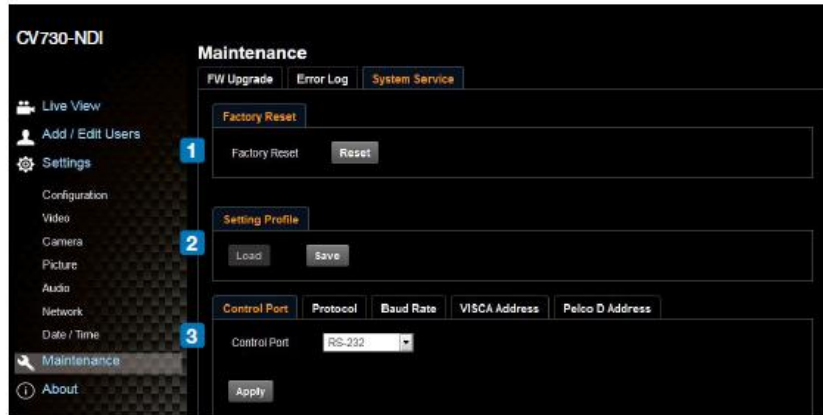 CV730-NDI
Maintenance
FW Upgrade Error Log System Service
Live View
Add / Edit Users
Settings
Configuration
Video
Camera
Picture
Audio
Network
Date / Time
Maintenance
About
Factory Reset
1 Factory Reset Reset
Setting Profile
2 Load Save
Control Port Protocol Baud Rate VISCA Address Pelco D Address
3 Control Port RS-232
Apply